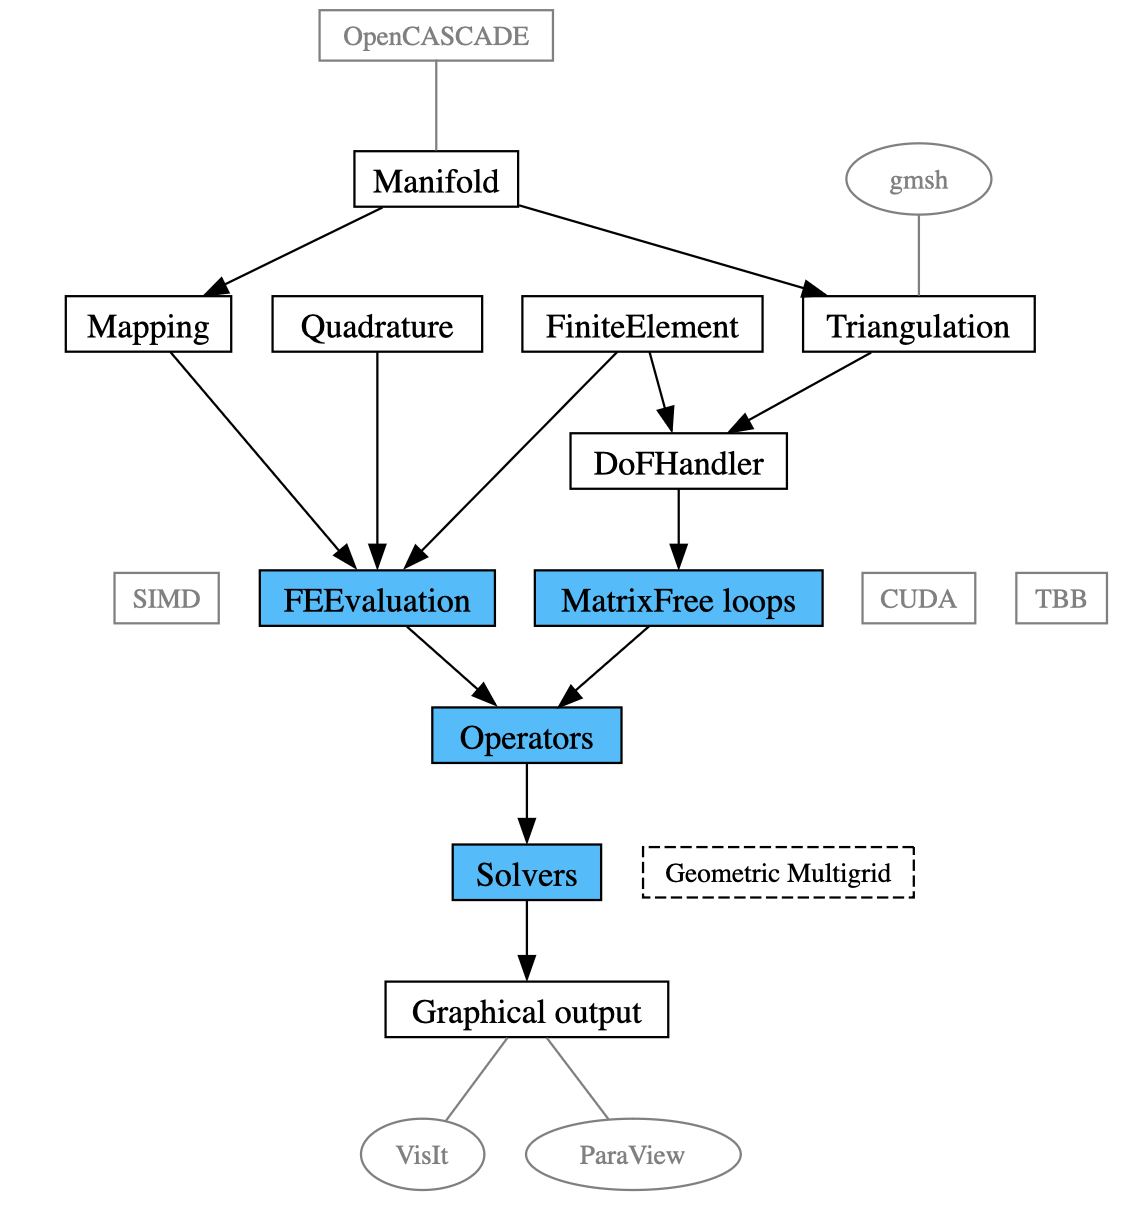 OpenCASCADE
Manifold
gmsh
Mapping
Quadrature
FiniteElement
Triangulation
DoFHandler
SIMD
FEEvaluation
MatrixFree loops
CUDA
TBB
Operators
Solvers
Geometric Multigrid
Graphical output
VisIt
ParaView